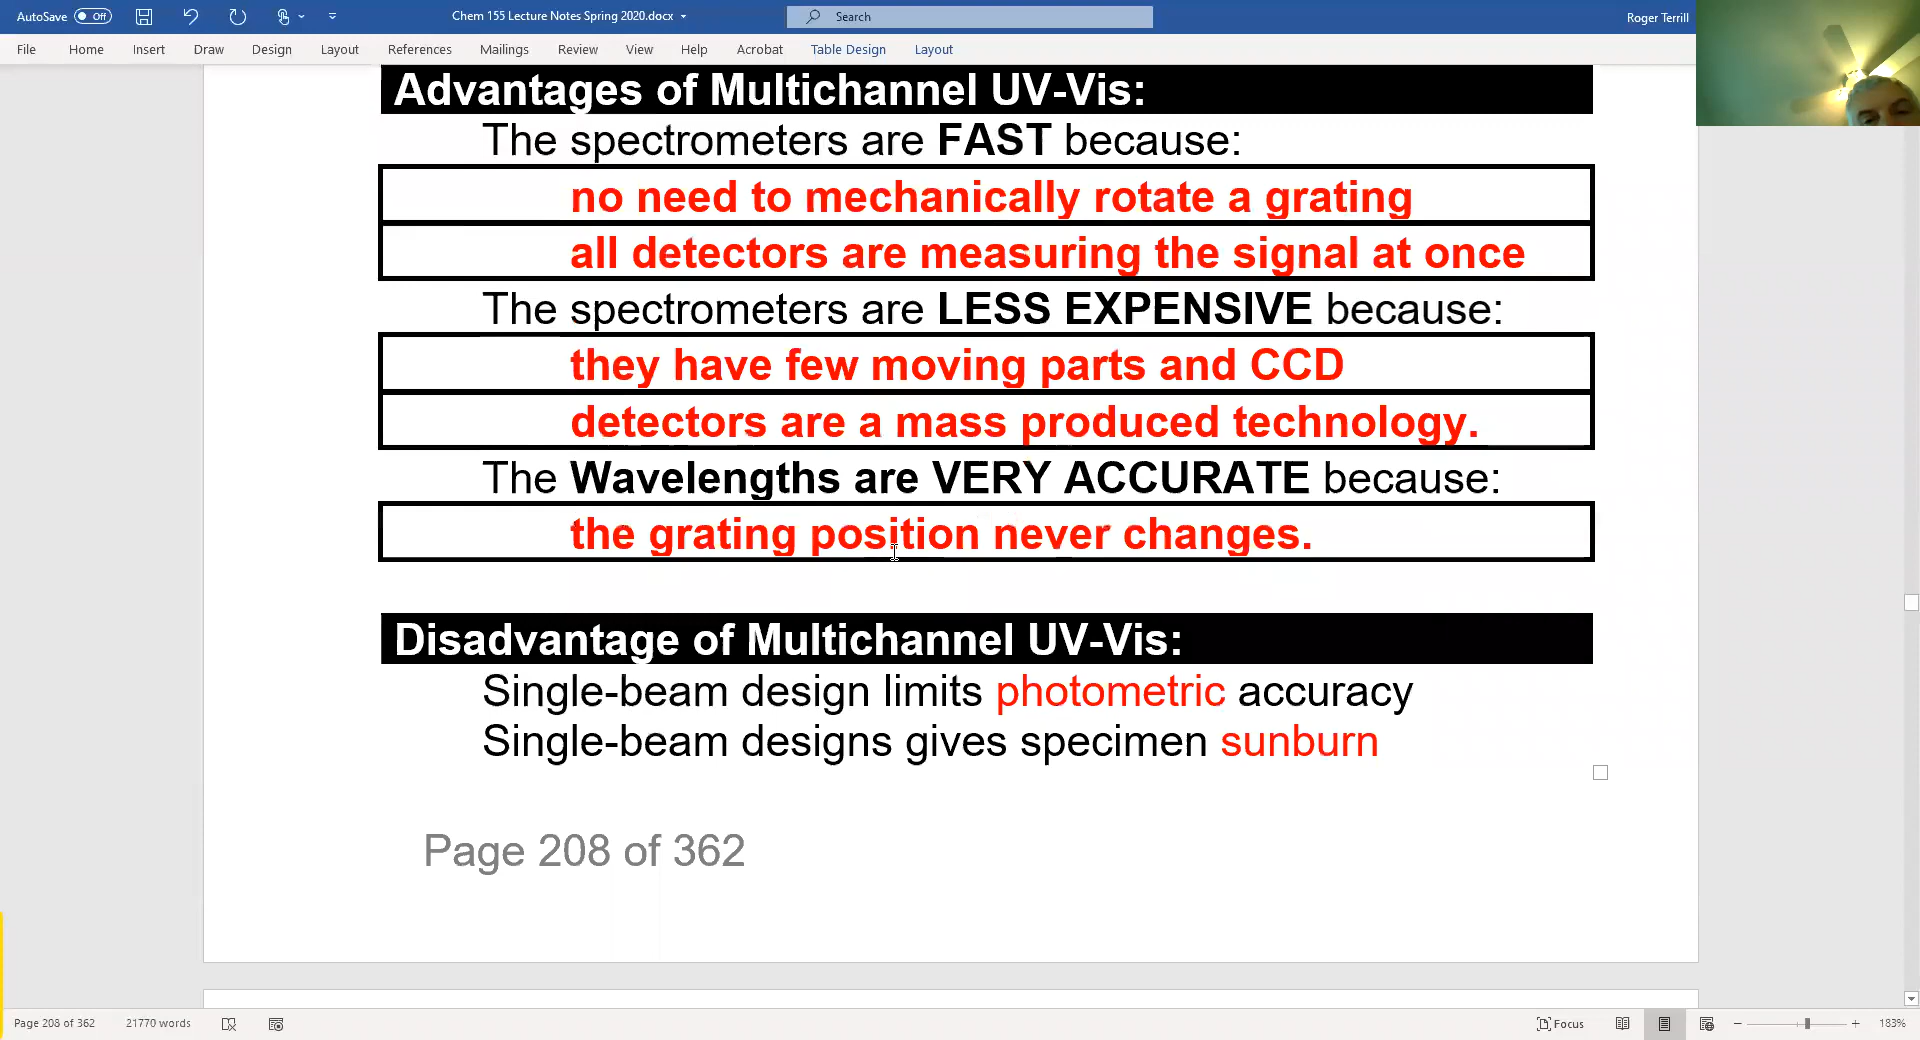 AutoSave Off Chem 155 Lecture Notes Spring 2020.docx Search Roger Terrill
File Home Insert Draw Design Layout References Mailings Review View Help Acrobat Table Design Layout
Advantages of Multichannel UV-Vis:
The spectrometers are FAST because:
no need to mechanically rotate a grating
all detectors are measuring the signal at once
The spectrometers are LESS EXPENSIVE because:
they have few moving parts and CCD
detectors are a mass produced technology.
The Wavelengths are VERY ACCURATE because:
the grating position never changes.
Disadvantage of Multichannel UV-Vis:
Single-beam design limits photometric accuracy
Single-beam designs gives specimen sunburn
Page 208 of 362
Page 208 of 362 21770 words Focus 183%